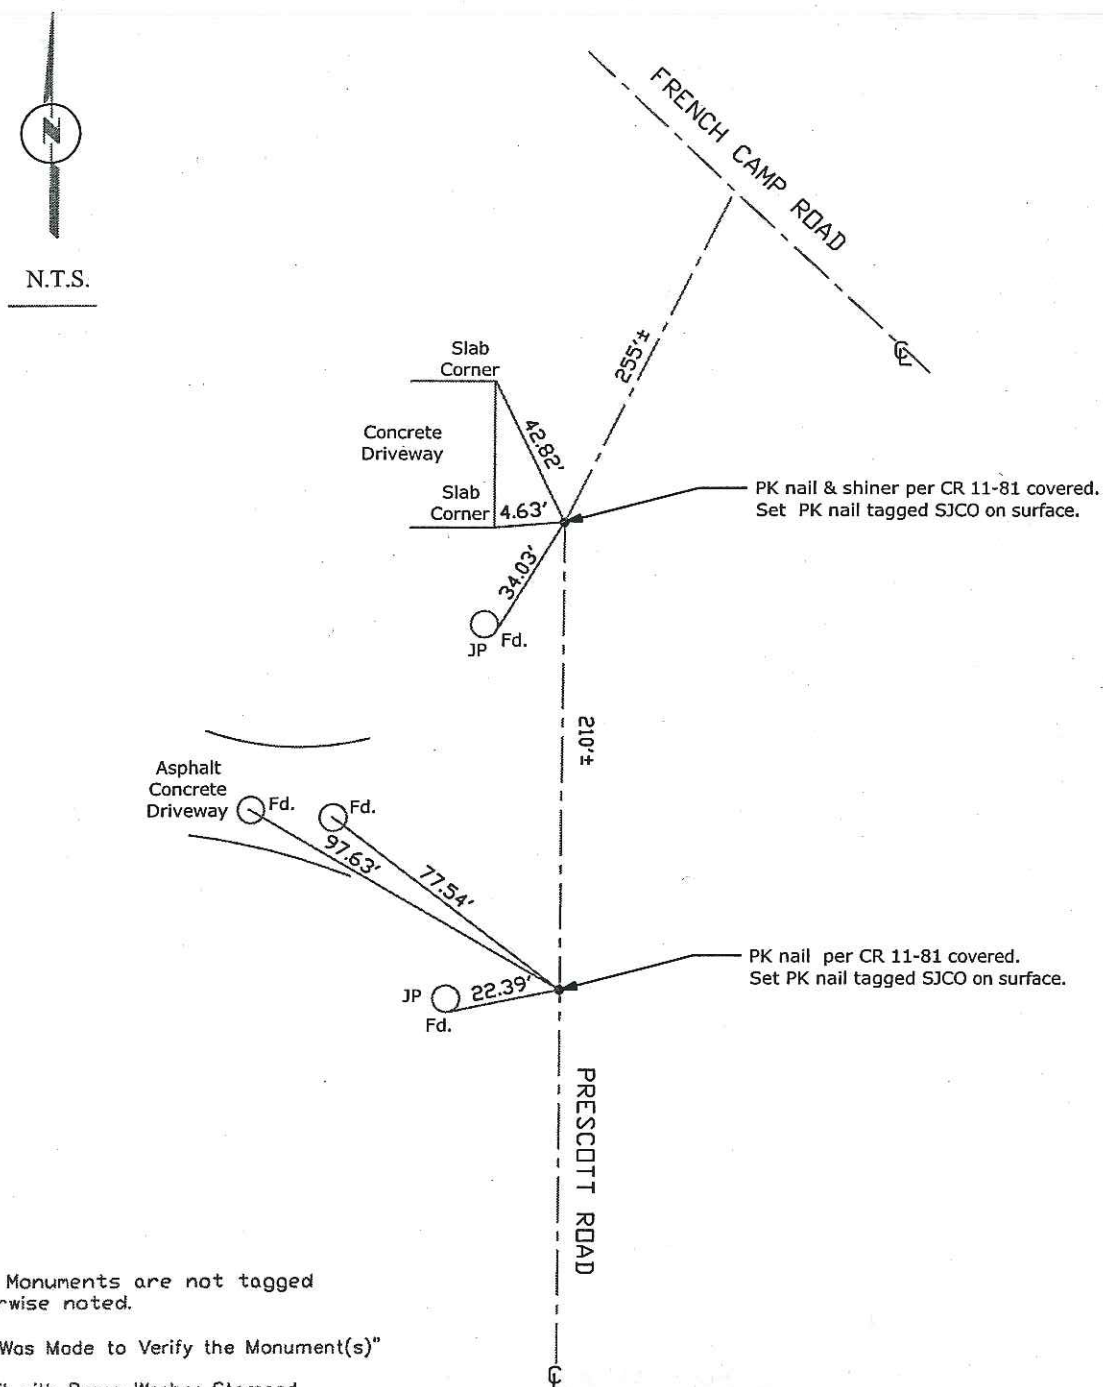 N
N.T.S.
FRENCH CAMP ROAD
℄
255'±
Slab
Corner
42.82'
Concrete
Driveway
Slab
Corner
4.63'
PK nail & shiner per CR 11-81 covered.
Set PK nail tagged SJCO on surface.
34.03'
JP
Fd.
210'±
Asphalt
Concrete
Driveway
Fd.
Fd.
97.63'
77.54'
PK nail per CR 11-81 covered.
Set PK nail tagged SJCO on surface.
JP
22.39'
Fd.
PRESCOTT ROAD
Monuments are not tagged
rwise noted.
Was Made to Verify the Monument(s)"
℄